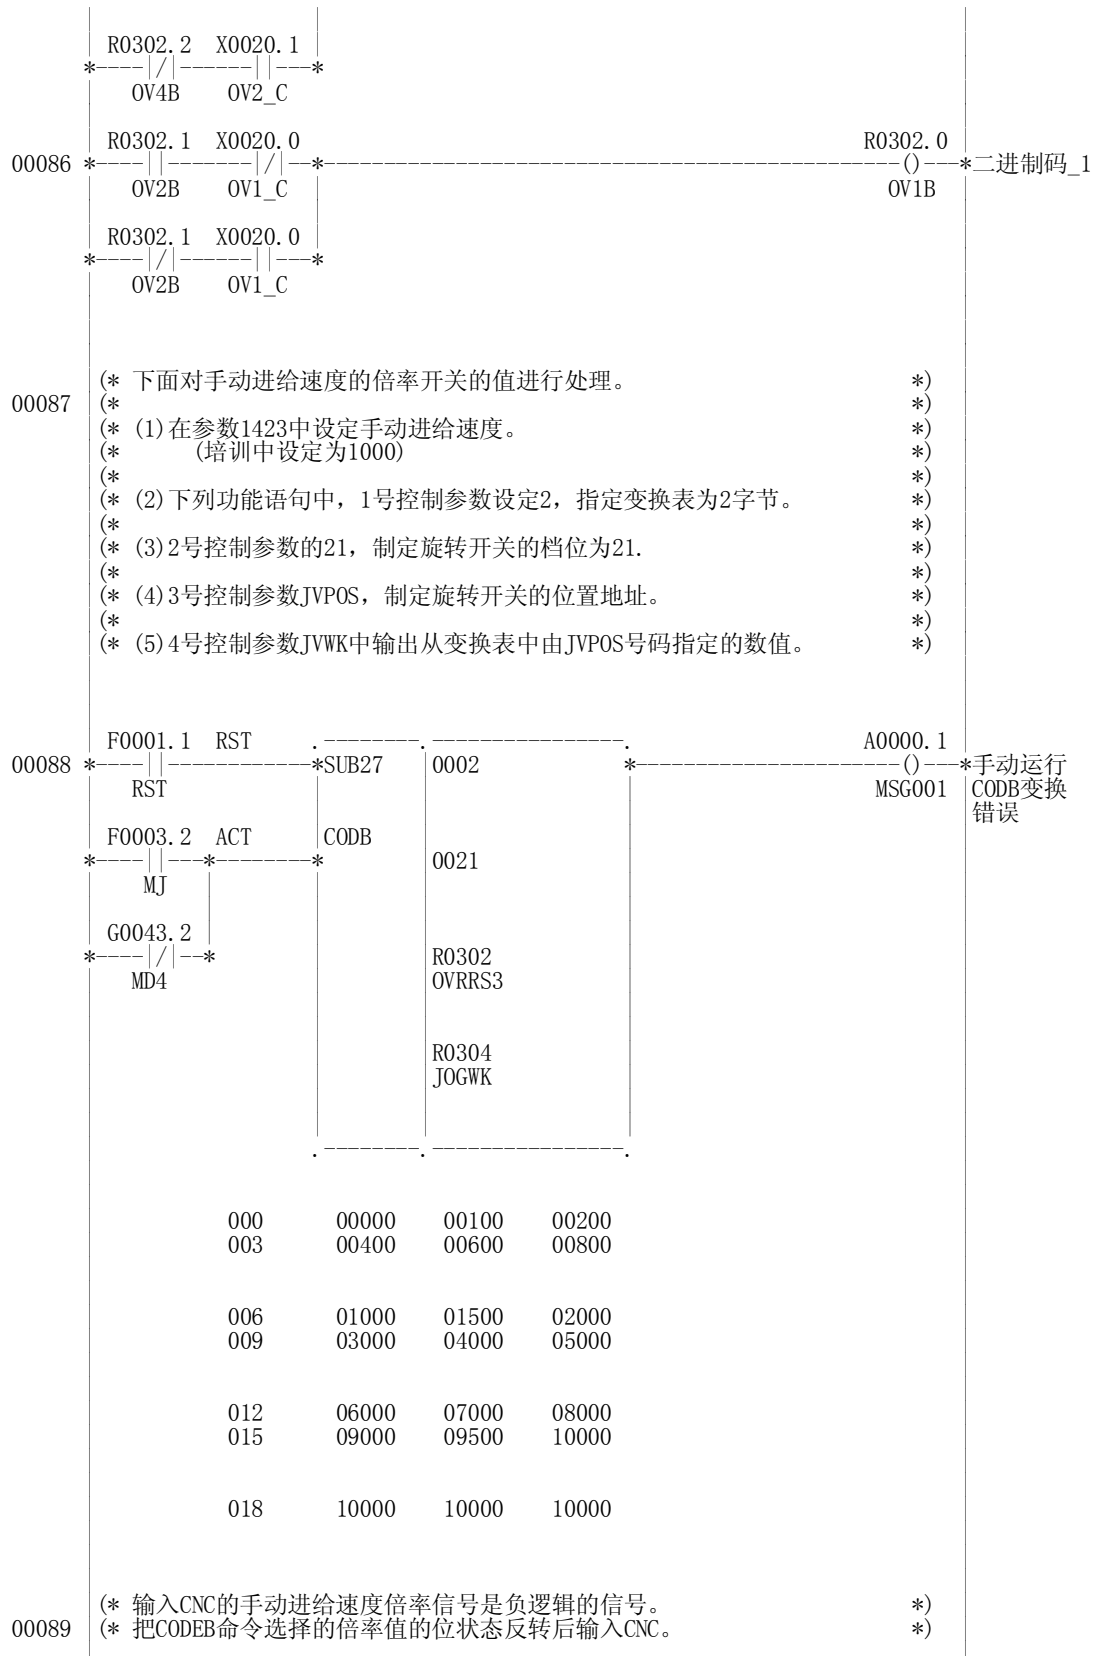 R0302.2 X0020.1
*----|/|------||---*
OV4B OV2_C
R0302.1 X0020.0 R0302.0
00086 *----||-------|/|--*------------------------------------------------()---*二进制码_1
OV2B OV1_C OV1B
R0302.1 X0020.0
*----|/|------||---*
OV2B OV1_C
(* 下面对手动进给速度的倍率开关的值进行处理。 *)
00087 (* *)
(* (1)在参数1423中设定手动进给速度。 *)
(* (培训中设定为1000) *)
(* *)
(* (2)下列功能语句中，1号控制参数设定2，指定变换表为2字节。 *)
(* *)
(* (3)2号控制参数的21，制定旋转开关的档位为21. *)
(* *)
(* (4)3号控制参数JVPOS，制定旋转开关的位置地址。 *)
(* *)
(* (5)4号控制参数JVWK中输出从变换表中由JVPOS号码指定的数值。 *)
F0001.1 RST .--------.----------------. A0000.1
00088 *----||------------*SUB27 |0002 *----------------------()---*手动运行
RST MSG001 CODB变换
错误
F0003.2 ACT CODB
*----||---*--------* 0021
MJ
G0043.2
*----|/|--* R0302
MD4 OVRRS3
R0304
JOGWK
.--------.----------------.
000 00000 00100 00200
003 00400 00600 00800
006 01000 01500 02000
009 03000 04000 05000
012 06000 07000 08000
015 09000 09500 10000
018 10000 10000 10000
(* 输入CNC的手动进给速度倍率信号是负逻辑的信号。 *)
00089 (* 把CODEB命令选择的倍率值的位状态反转后输入CNC。 *)